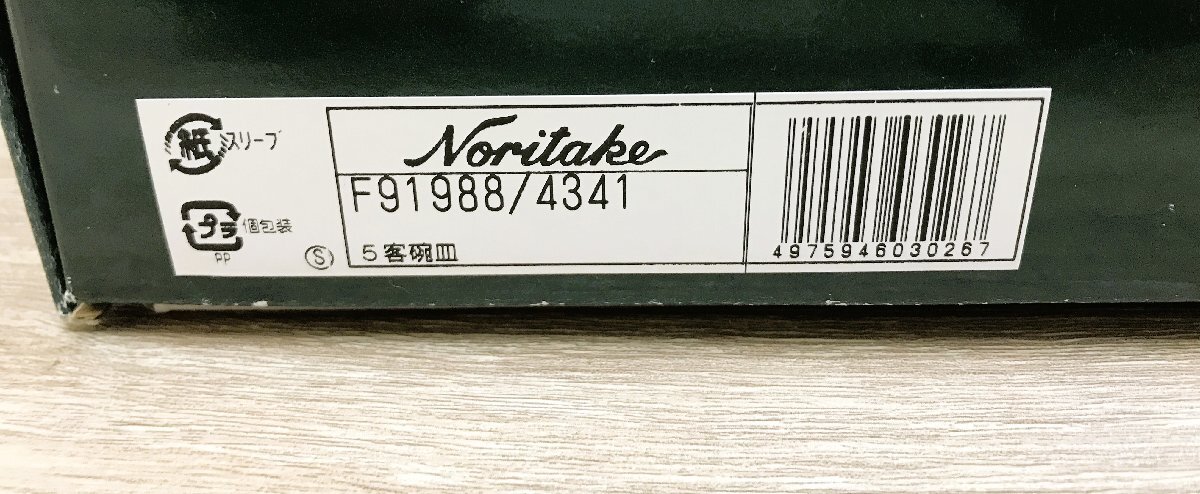 紙 スリーブ
プラ 個包装
PP
Ⓢ
Noritake
F91988/4341
5客碗皿
4975946030267